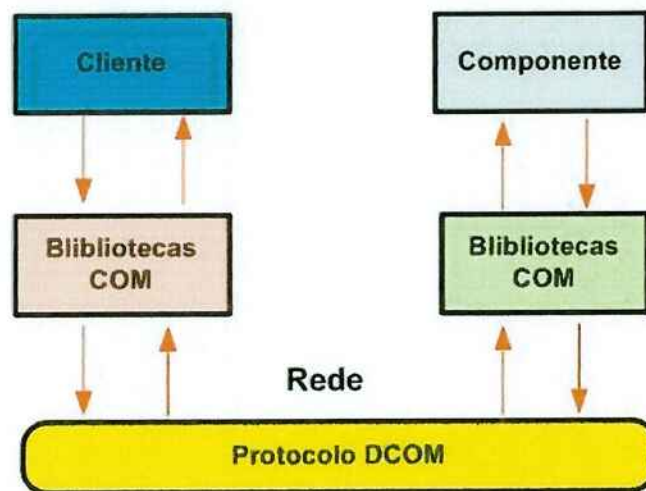 Cliente
Componente
Blibliotecas
COM
Blibliotecas
COM
Rede
Protocolo DCOM